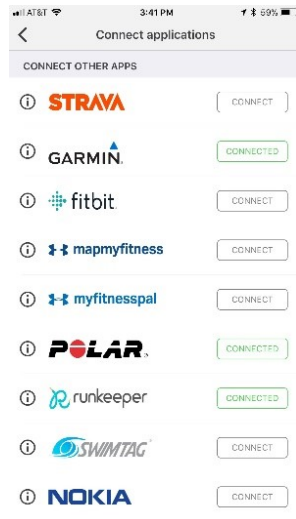 AT&T 3:41 PM 69%
Connect applications
CONNECT OTHER APPS
STRAVA CONNECT
GARMIN. CONNECTED
fitbit CONNECT
mapmyfitness CONNECT
myfitnesspal CONNECT
POLAR. CONNECTED
runkeeper CONNECTED
SWIMTAG CONNECT
NOKIA CONNECT